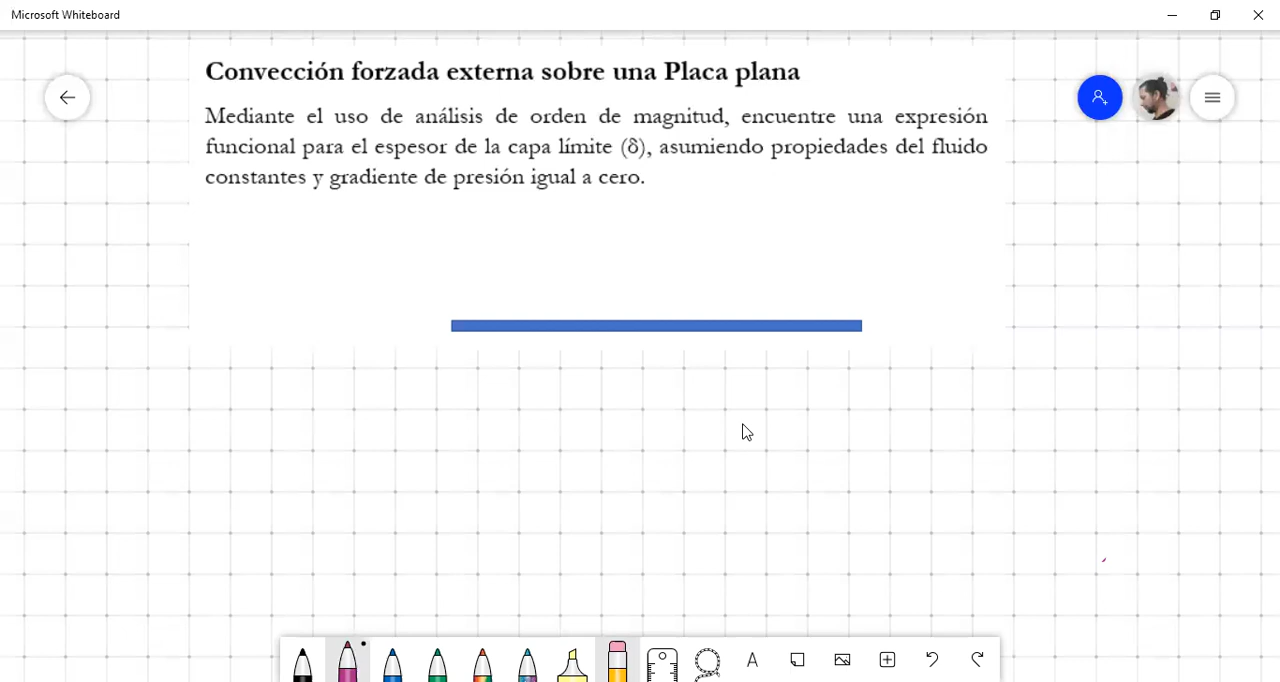 Microsoft Whiteboard
Convección forzada externa sobre una Placa plana
Mediante el uso de análisis de orden de magnitud, encuentre una expresión
funcional para el espesor de la capa límite (δ), asumiendo propiedades del fluido
constantes y gradiente de presión igual a cero.
A